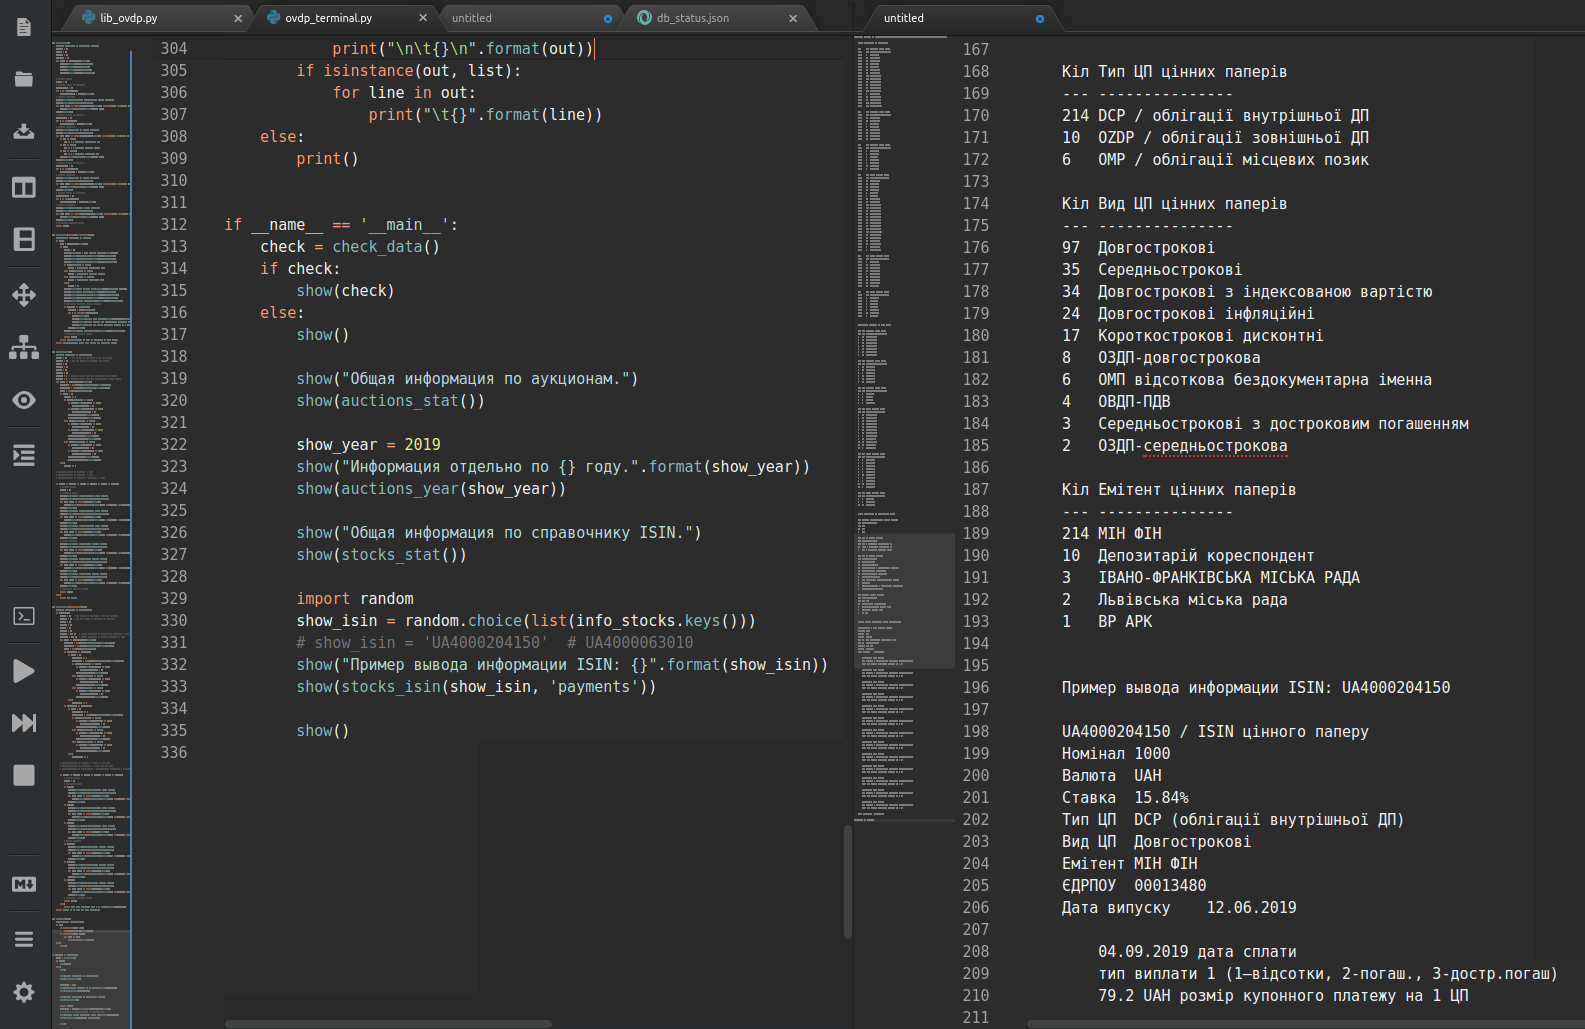 lib_ovdp.py
ovdp_terminal.py
untitled
db_status.json
untitled
304 print("\n\t{}\n".format(out))
305 if isinstance(out, list):
306 for line in out:
307 print("\t{}".format(line))
308 else:
309 print()
310
311
312 if __name__ == '__main__':
313 check = check_data()
314 if check:
315 show(check)
316 else:
317 show()
318
319 show("Общая информация по аукционам.")
320 show(auctions_stat())
321
322 show_year = 2019
323 show("Информация отдельно по {} году.".format(show_year))
324 show(auctions_year(show_year))
325
326 show("Общая информация по справочнику ISIN.")
327 show(stocks_stat())
328
329 import random
330 show_isin = random.choice(list(info_stocks.keys()))
331 # show_isin = 'UA4000204150'  # UA4000063010
332 show("Пример вывода информации ISIN: {}".format(show_isin))
333 show(stocks_isin(show_isin, 'payments'))
334
335 show()
336
167
168 Кіл Тип ЦП цінних паперів
169 --- ---------------
170 214 DCP / облігації внутрішньої ДП
171 10 OZDP / облігації зовнішньої ДП
172 6 OMP / облігації місцевих позик
173
174 Кіл Вид ЦП цінних паперів
175 --- ---------------
176 97 Довгострокові
177 35 Середньострокові
178 34 Довгострокові з індексованою вартістю
179 24 Довгострокові інфляційні
180 17 Короткострокові дисконтні
181 8 ОЗДП-довгострокова
182 6 ОМП відсоткова бездокументарна іменна
183 4 ОВДП-ПДВ
184 3 Середньострокові з достроковим погашенням
185 2 ОЗДП-середньострокова
186
187 Кіл Емітент цінних паперів
188 --- ---------------
189 214 МІН ФІН
190 10 Депозитарій кореспондент
191 3 ІВАНО-ФРАНКІВСЬКА МІСЬКА РАДА
192 2 Львівська міська рада
193 1 ВР АРК
194
195
196 Пример вывода информации ISIN: UA4000204150
197
198 UA4000204150 / ISIN цінного паперу
199 Номінал 1000
200 Валюта UAH
201 Ставка 15.84%
202 Тип ЦП DCP (облігації внутрішньої ДП)
203 Вид ЦП Довгострокові
204 Емітент МІН ФІН
205 ЄДРПОУ 00013480
206 Дата випуску 12.06.2019
207
208 04.09.2019 дата сплати
209 тип виплати 1 (1—відсотки, 2-погаш., 3-достр.погаш)
210 79.2 UAH розмір купонного платежу на 1 ЦП
211